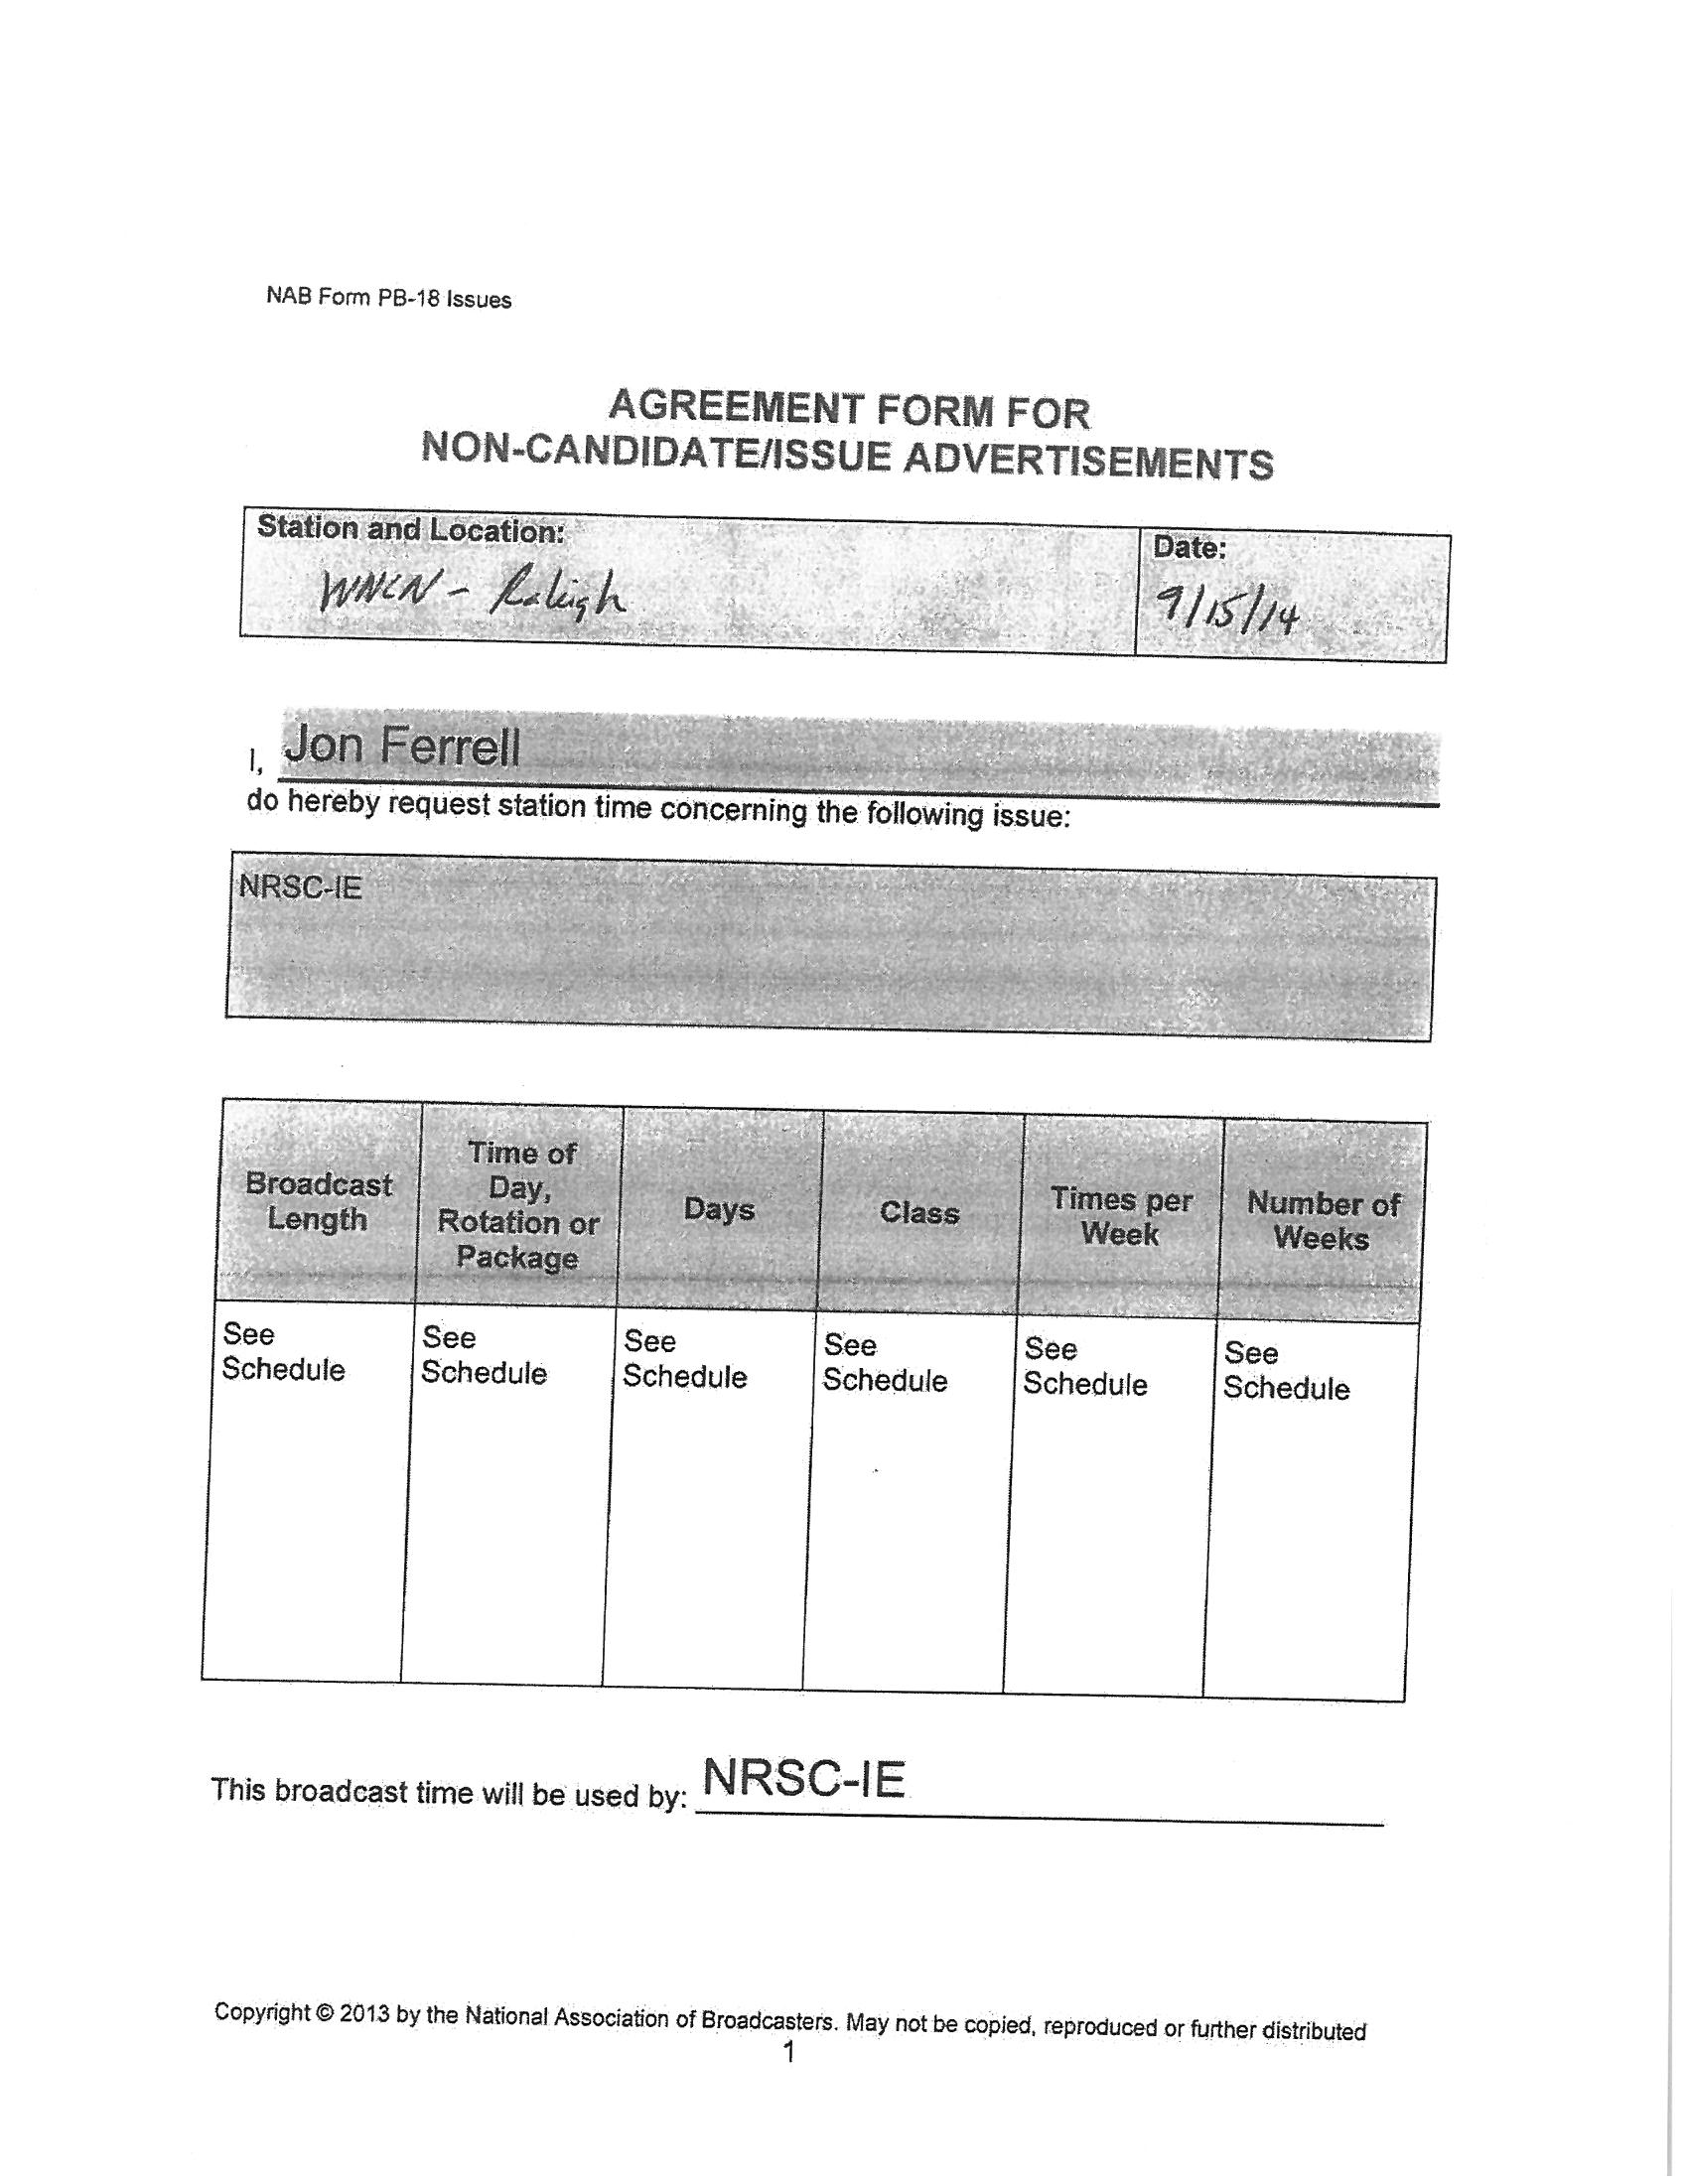 NAB Form PB-18 Issues
AGREEMENT FORM FOR
NON-CANDIDATE/ISSUE ADVERTISEMENTS
Station and Location:
WNCN - Raleigh
Date:
9/15/14
I, Jon Ferrell
do hereby request station time concerning the following issue:
NRSC-IE
Broadcast
Length
Time of
Day,
Rotation or
Package
Days
Class
Times per
Week
Number of
Weeks
See
Schedule
See
Schedule
See
Schedule
See
Schedule
See
Schedule
See
Schedule
This broadcast time will be used by: NRSC-IE
Copyright © 2013 by the National Association of Broadcasters. May not be copied, reproduced or further distributed
1